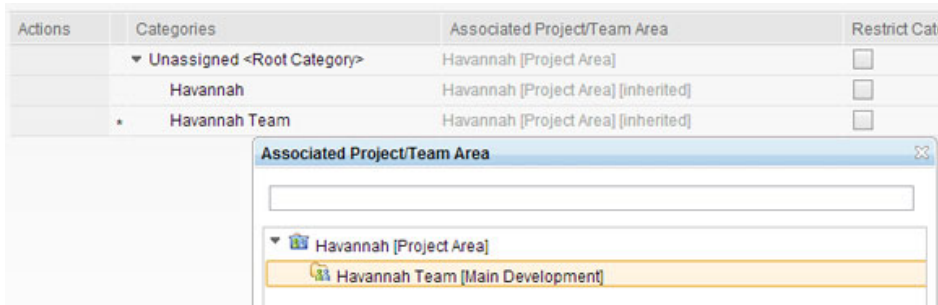 Actions Categories Associated Project/Team Area Restrict Cat
Unassigned <Root Category> Havannah [Project Area]
Havannah Havannah [Project Area] [inherited]
* Havannah Team Havannah [Project Area] [inherited]
Associated Project/Team Area
Havannah [Project Area]
Havannah Team [Main Development]